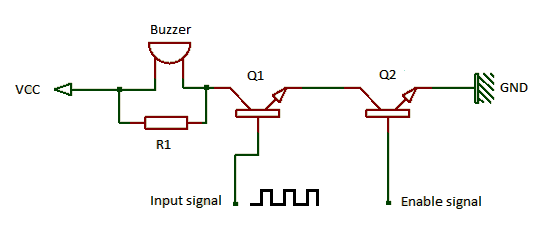 Buzzer
Q1
Q2
VCC
GND
R1
Input signal
Enable signal